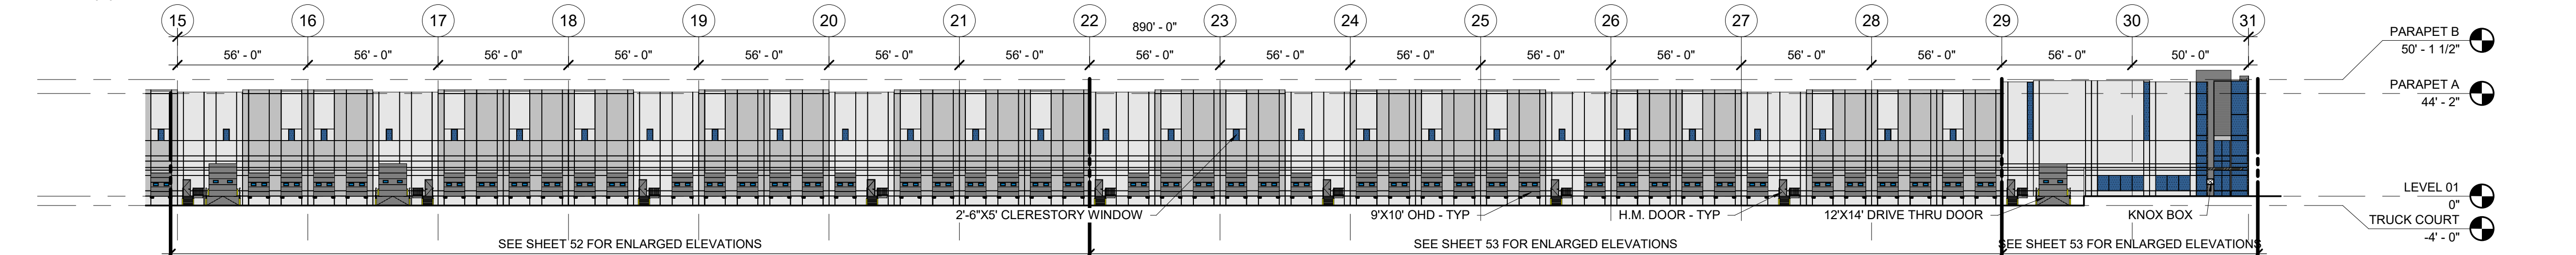 15 16 17 18 19 20 21 22 23 24 25 26 27 28 29 30 31
890' - 0"
56' - 0" 56' - 0" 56' - 0" 56' - 0" 56' - 0" 56' - 0" 56' - 0" 56' - 0" 56' - 0" 56' - 0" 56' - 0" 56' - 0" 56' - 0" 56' - 0" 56' - 0" 50' - 0"
PARAPET B
50' - 1 1/2"
PARAPET A
44' - 2"
LEVEL 01
0"
2'-6"X5' CLERESTORY WINDOW 9'X10' OHD - TYP H.M. DOOR - TYP 12'X14' DRIVE THRU DOOR KNOX BOX
TRUCK COURT
-4' - 0"
SEE SHEET 52 FOR ENLARGED ELEVATIONS SEE SHEET 53 FOR ENLARGED ELEVATIONS SEE SHEET 53 FOR ENLARGED ELEVATIONS